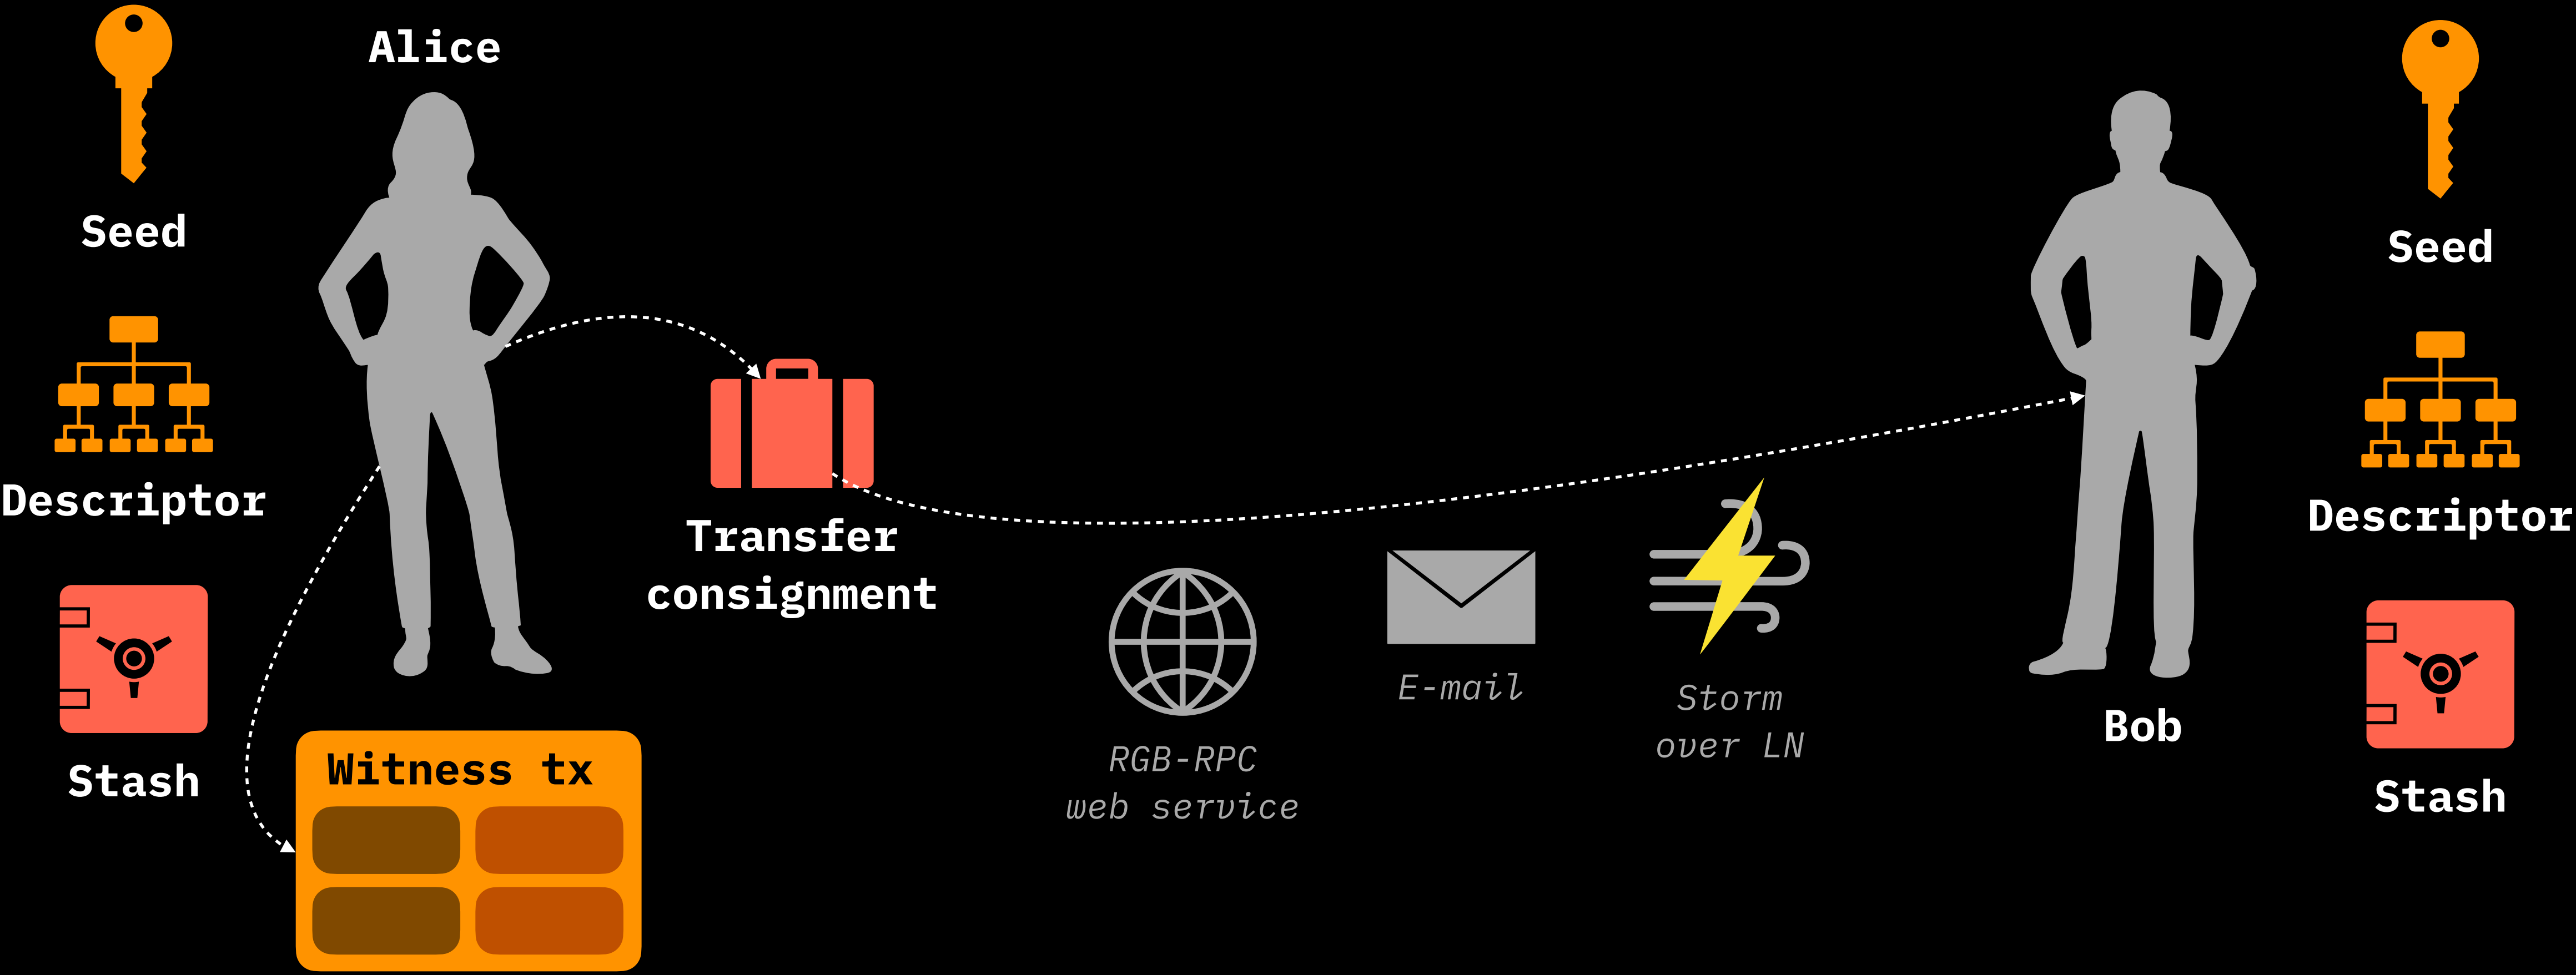 Alice
Seed
Descriptor
Stash
Witness tx
Transfer
consignment
RGB-RPC
web service
E-mail
Storm
over LN
Bob
Seed
Descriptor
Stash